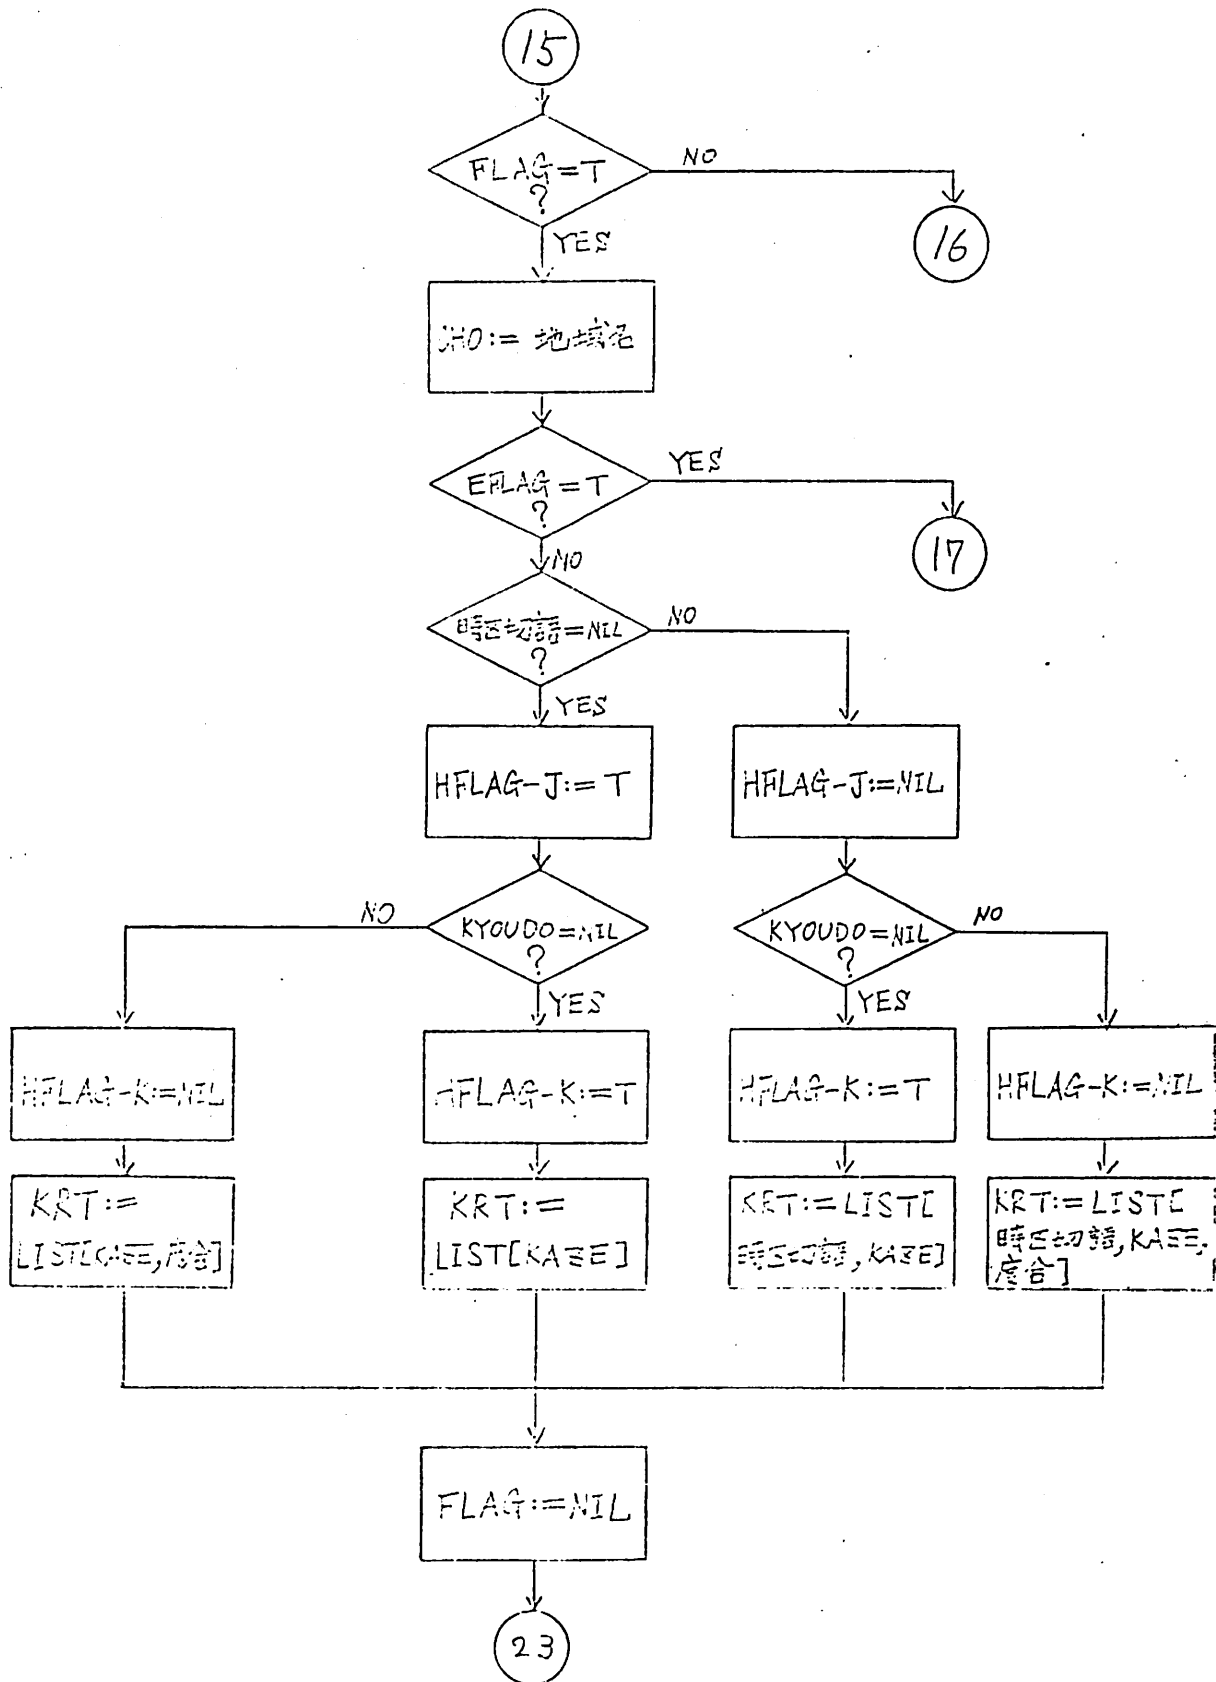 15
FLAG=T
?
NO
YES
16
CHO:= 地域名
EFLAG=T
?
YES
NO
17
時区切語=NIL
?
NO
YES
HFLAG-J:=T
HFLAG-J:=NIL
NO
KYOUDO=NIL
?
YES
KYOUDO=NIL
?
NO
YES
HFLAG-K:=NIL
HFLAG-K:=T
HFLAG-K:=T
HFLAG-K:=NIL
KRT:=
LIST[KAZE,度合]
KRT:=
LIST[KAZE]
KRT:=LIST[
時区切語,KAZE]
KRT:=LIST[
時区切語,KAZE,
度合]
FLAG:=NIL
23